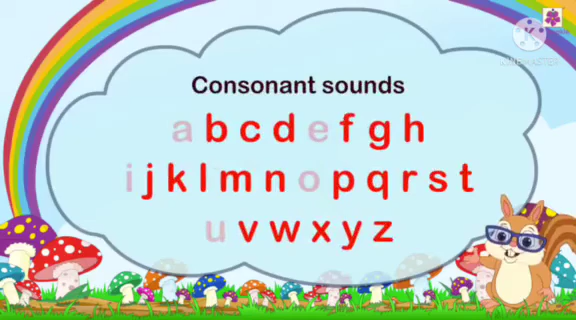 Consonant sounds
a b c d e f g h
i j k l m n o p q r s t
u v w x y z